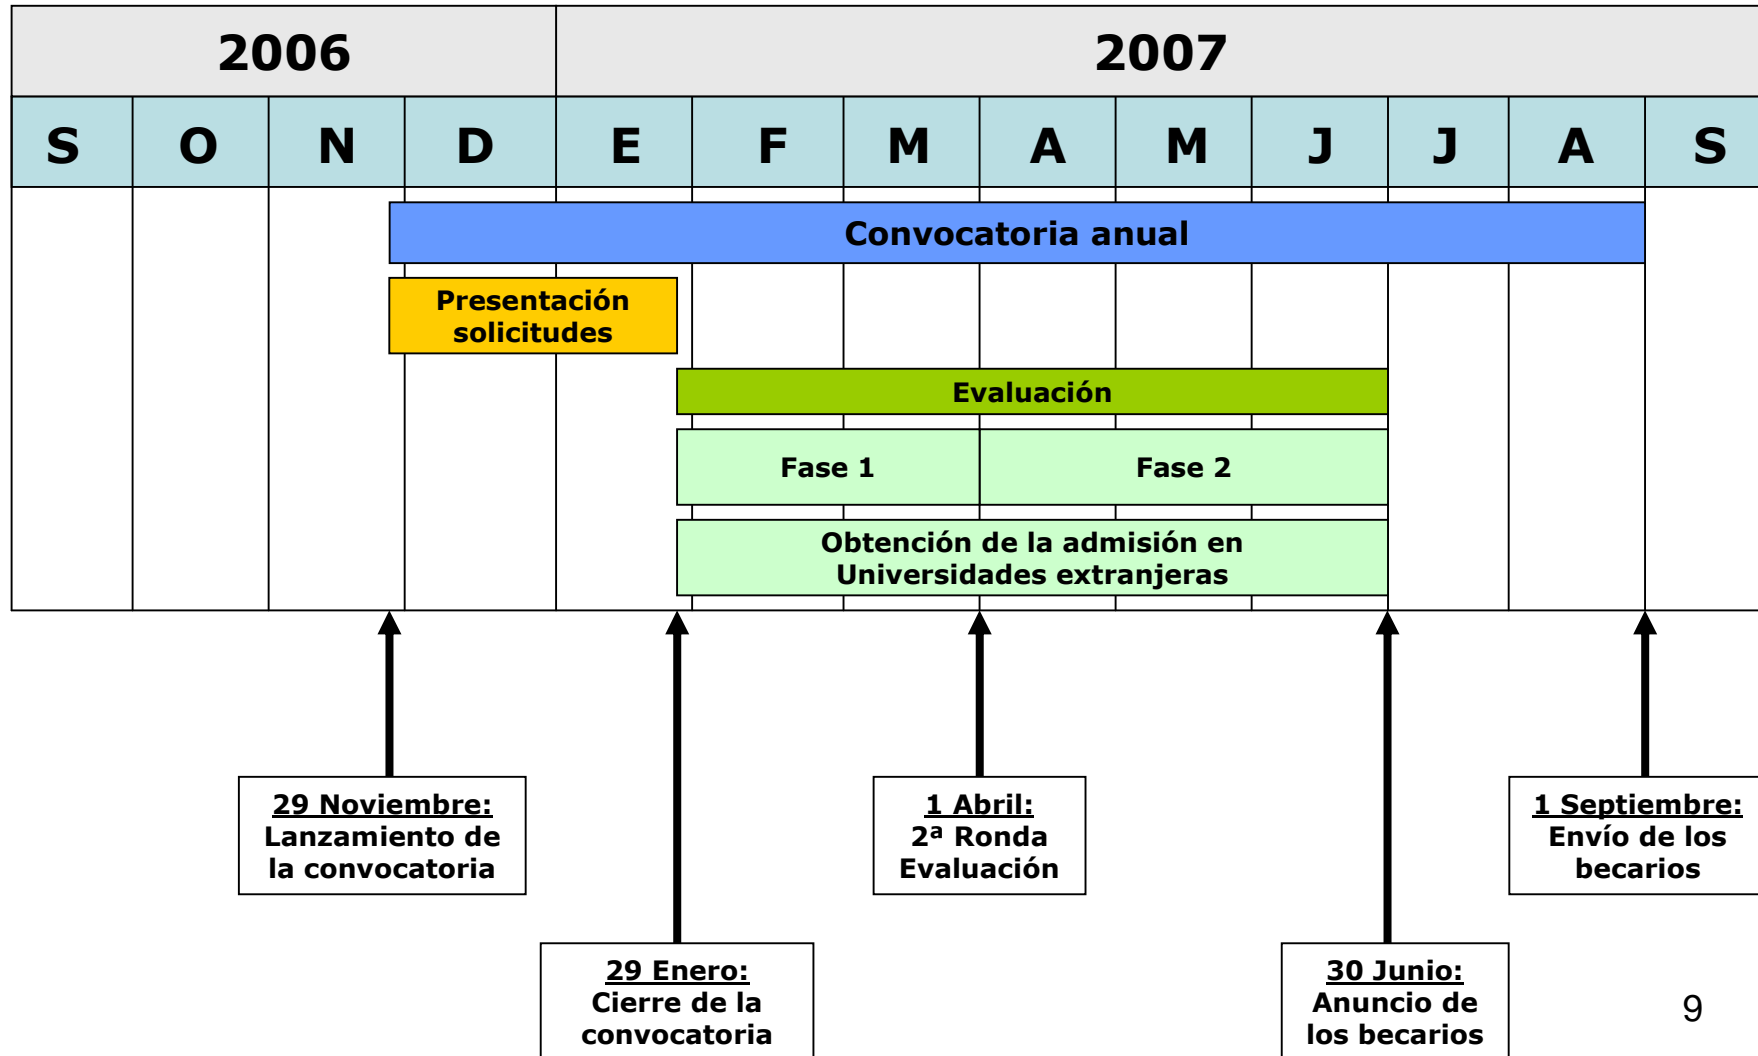 2006 2007
S O N D E F M A M J J A S
Convocatoria anual
Presentación
solicitudes
Evaluación
Fase 1 Fase 2
Obtención de la admisión en
Universidades extranjeras
29 Noviembre:
Lanzamiento de
la convocatoria
1 Abril:
2ª Ronda
Evaluación
1 Septiembre:
Envío de los
becarios
29 Enero:
Cierre de la
convocatoria
30 Junio:
Anuncio de
los becarios
9